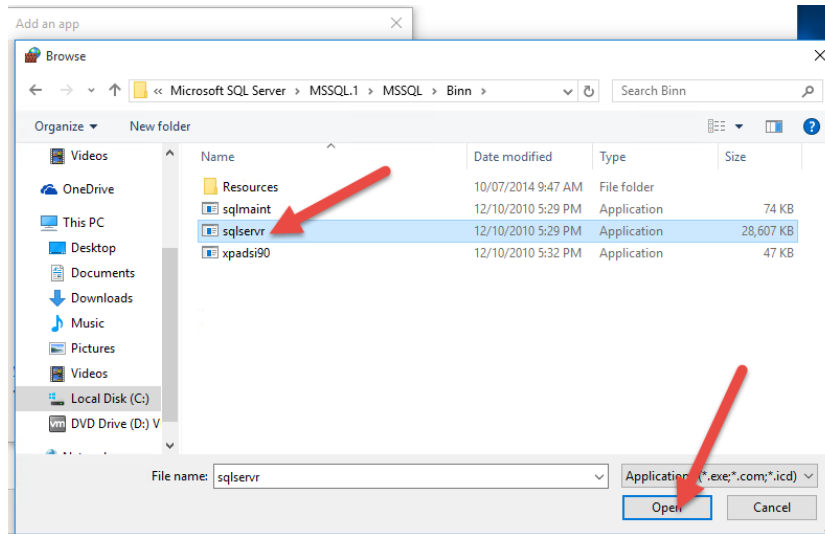 Add an app
Browse
« Microsoft SQL Server › MSSQL.1 › MSSQL › Binn ›
Search Binn
Organize
New folder
Name Date modified Type Size
Resources 10/07/2014 9:47 AM File folder
sqlmaint 12/10/2010 5:29 PM Application 74 KB
sqlservr 12/10/2010 5:29 PM Application 28,607 KB
xpadsi90 12/10/2010 5:32 PM Application 47 KB
Videos
OneDrive
This PC
Desktop
Documents
Downloads
Music
Pictures
Videos
Local Disk (C:)
vm DVD Drive (D:) V
File name: sqlservr
(*.exe;*.com;*.icd)
Open Cancel